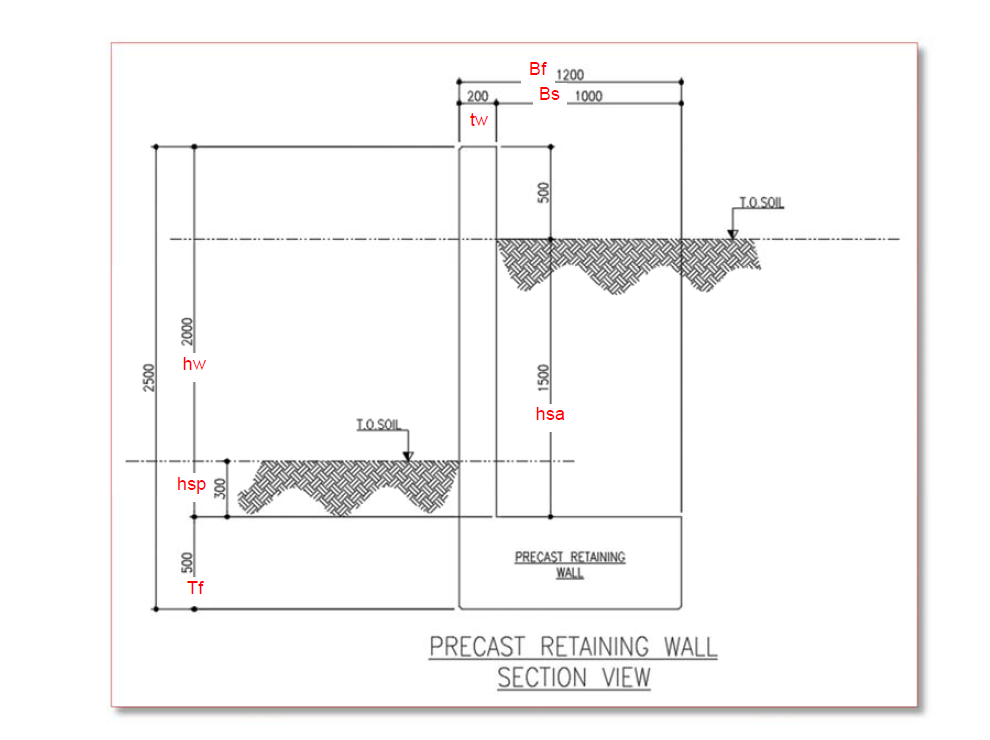 Bf 1200
200 Bs 1000
tw
500
T.O.SOIL
2000
hw
2500
1500
hsa
T.O.SOIL
hsp 300
500
Tf
PRECAST RETAINING
WALL
PRECAST RETAINING WALL
SECTION VIEW